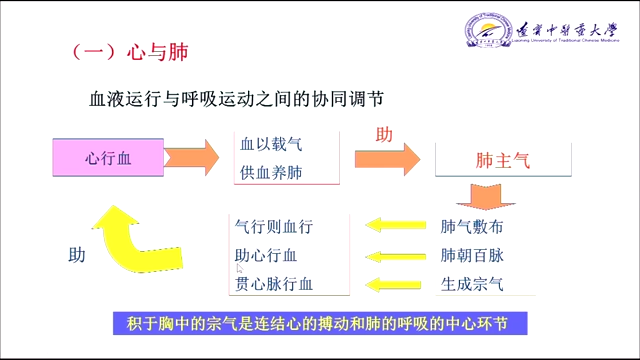 辽宁中医药大学
Liaoning University of Traditional Chinese Medicine
（一）心与肺
血液运行与呼吸运动之间的协同调节
心行血
血以载气
供血养肺
助
肺主气
气行则血行
助心行血
贯心脉行血
肺气敷布
肺朝百脉
生成宗气
助
积于胸中的宗气是连结心的搏动和肺的呼吸的中心环节